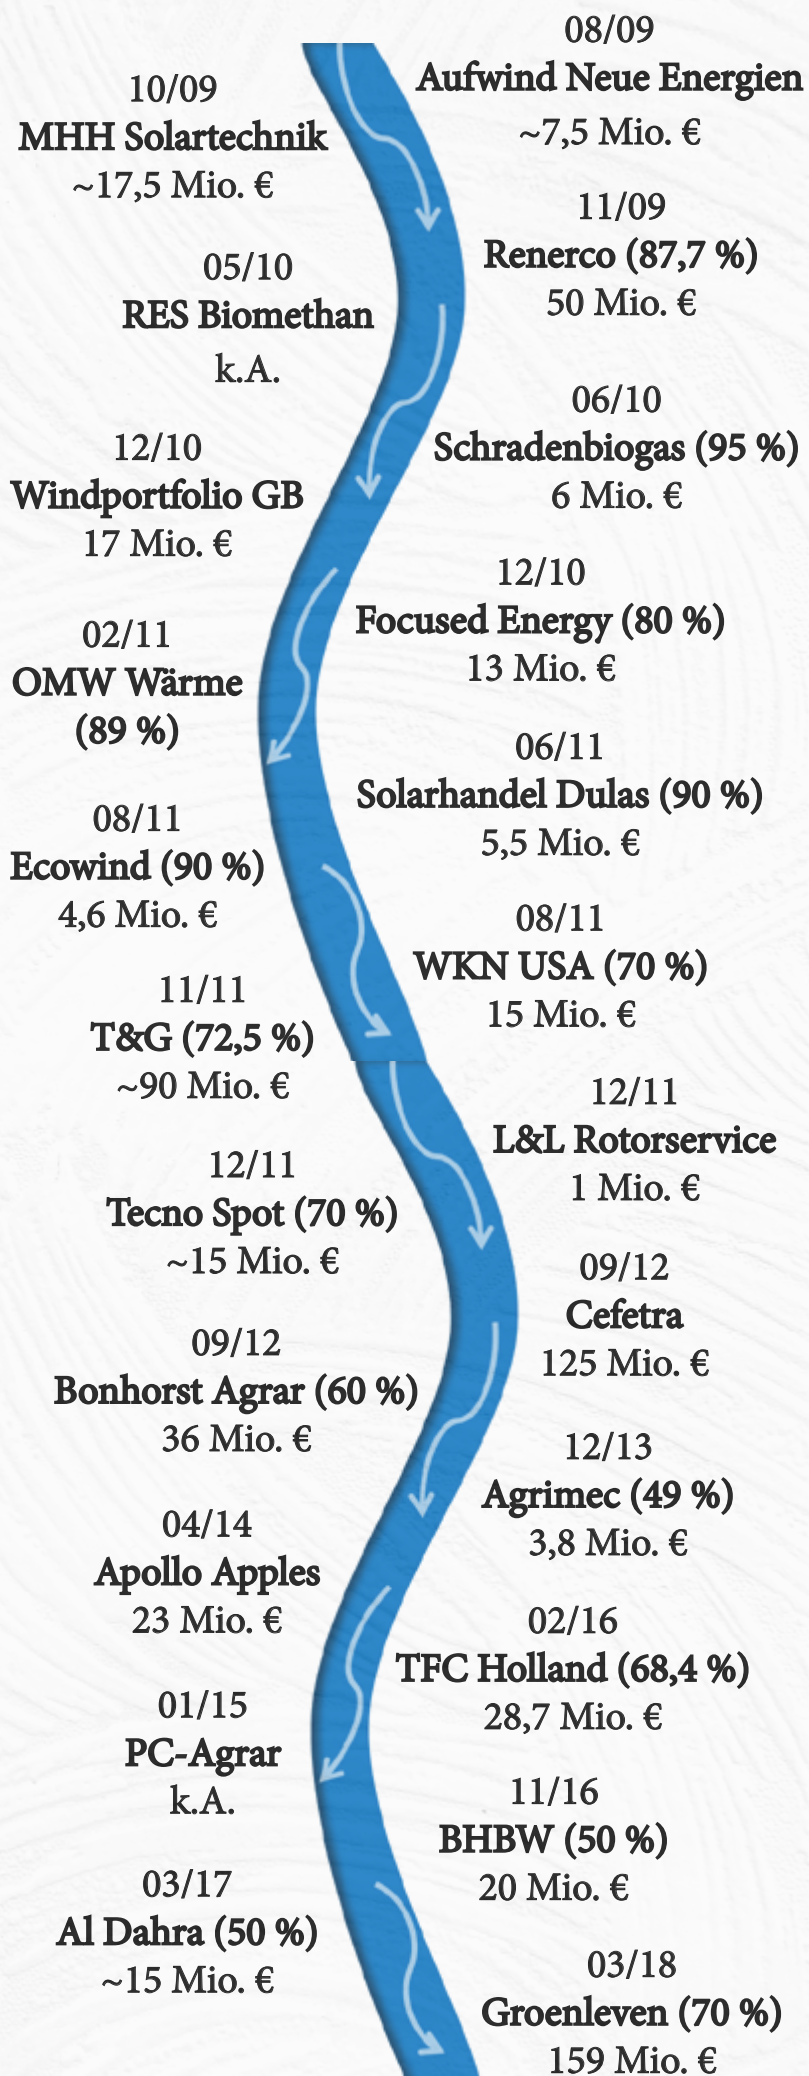 08/09
Aufwind Neue Energien
~7,5 Mio. €
10/09
MHH Solartechnik
~17,5 Mio. €
11/09
Renerco (87,7 %)
50 Mio. €
05/10
RES Biomethan
k.A.
06/10
Schradenbiogas (95 %)
6 Mio. €
12/10
Windportfolio GB
17 Mio. €
12/10
Focused Energy (80 %)
13 Mio. €
02/11
OMW Wärme
(89 %)
06/11
Solarhandel Dulas (90 %)
5,5 Mio. €
08/11
Ecowind (90 %)
4,6 Mio. €
08/11
WKN USA (70 %)
15 Mio. €
11/11
T&G (72,5 %)
~90 Mio. €
12/11
L&L Rotorservice
1 Mio. €
12/11
Tecno Spot (70 %)
~15 Mio. €
09/12
Cefetra
125 Mio. €
09/12
Bonhorst Agrar (60 %)
36 Mio. €
12/13
Agrimec (49 %)
3,8 Mio. €
04/14
Apollo Apples
23 Mio. €
02/16
TFC Holland (68,4 %)
28,7 Mio. €
01/15
PC-Agrar
k.A.
11/16
BHBW (50 %)
20 Mio. €
03/17
Al Dahra (50 %)
~15 Mio. €
03/18
Groenleven (70 %)
159 Mio. €